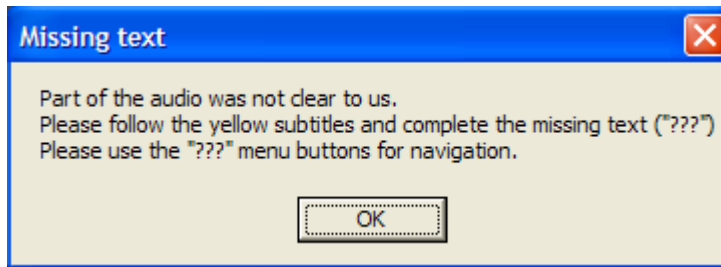 Missing text
Part of the audio was not clear to us.
Please follow the yellow subtitles and complete the missing text ("???")
Please use the "???" menu buttons for navigation.
OK